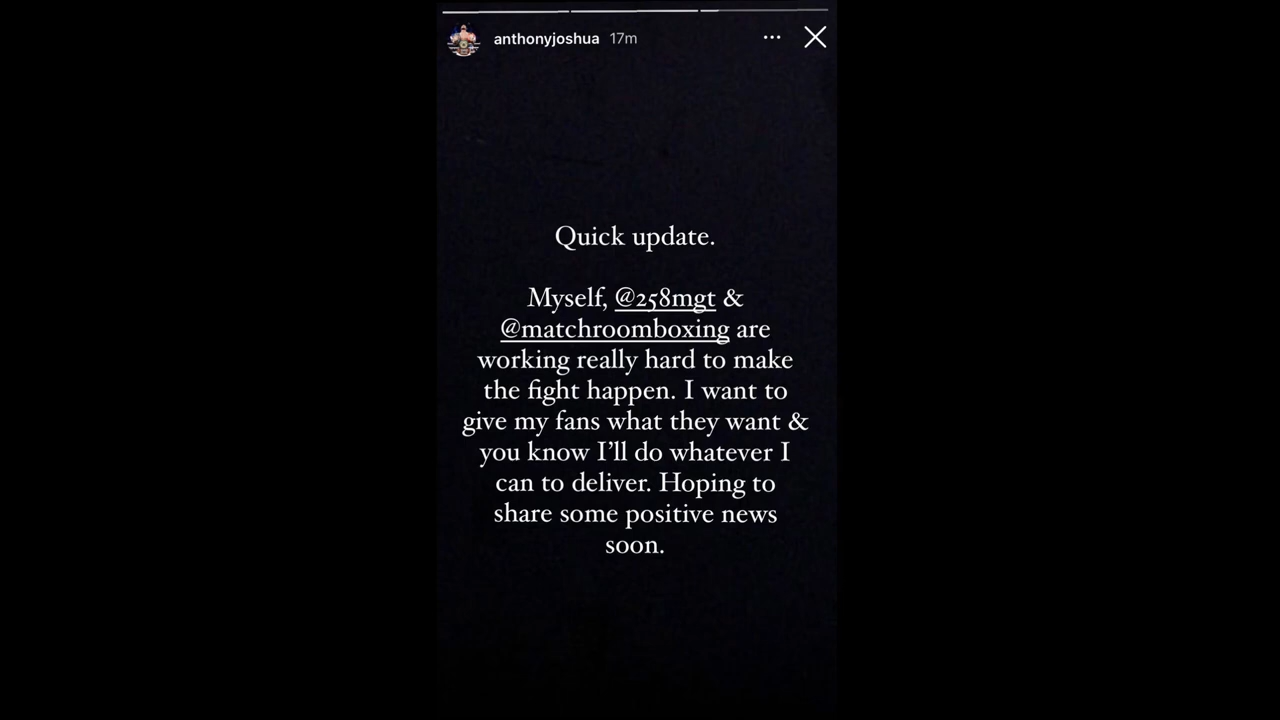 anthonyjoshua 17m
Quick update.
Myself, @258mgt &
@matchroomboxing are
working really hard to make
the fight happen. I want to
give my fans what they want &
you know I’ll do whatever I
can to deliver. Hoping to
share some positive news
soon.